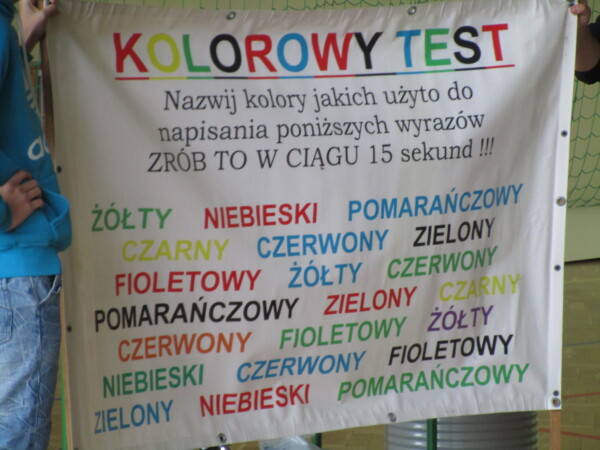 KOLOROWY TEST
Nazwij kolory jakich użyto do
napisania poniższych wyrazów
ZRÓB TO W CIĄGU 15 sekund !!!
ŻÓŁTY NIEBIESKI POMARAŃCZOWY
CZARNY CZERWONY ZIELONY
FIOLETOWY ŻÓŁTY CZERWONY
POMARAŃCZOWY ZIELONY CZARNY
CZERWONY FIOLETOWY ŻÓŁTY
NIEBIESKI CZERWONY FIOLETOWY
ZIELONY NIEBIESKI POMARAŃCZOWY